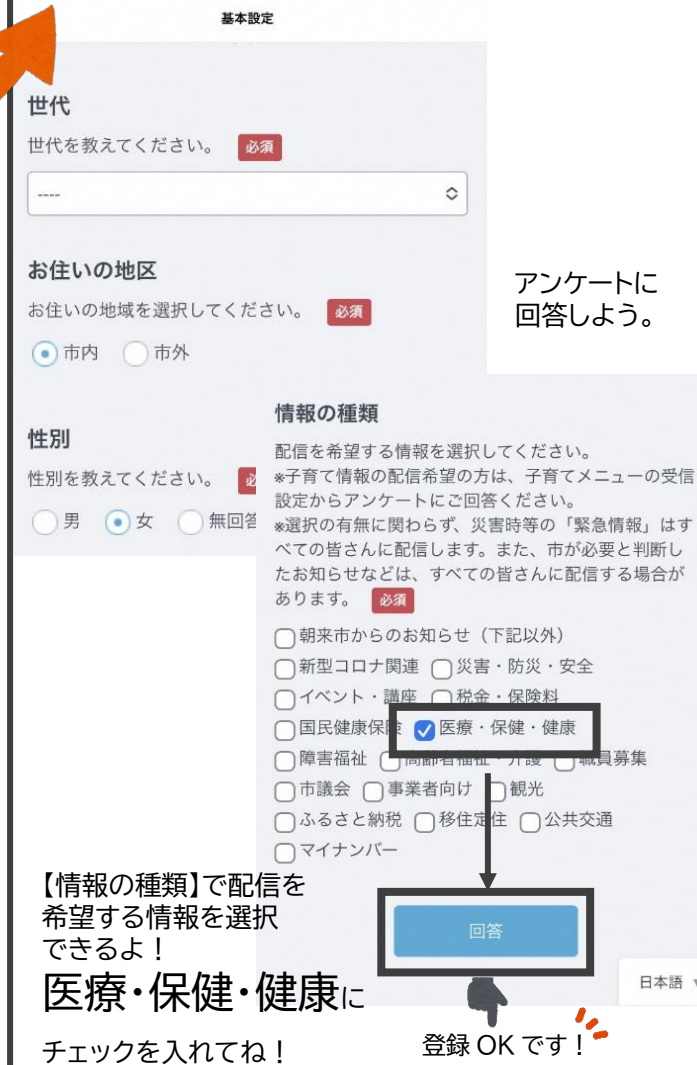 基本設定
世代
世代を教えてください。 必須
----
お住いの地区
お住いの地域を選択してください。 必須
市内 市外
アンケートに
回答しよう。
性別
性別を教えてください。
男 女 無回答
情報の種類
配信を希望する情報を選択してください。
※子育て情報の配信希望の方は、子育てメニューの受信
設定からアンケートにご回答ください。
※選択の有無に関わらず、災害時等の「緊急情報」はす
べての皆さんに配信します。また、市が必要と判断し
たお知らせなどは、すべての皆さんに配信する場合が
あります。 必須
朝来市からのお知らせ（下記以外）
新型コロナ関連 災害・防災・安全
イベント・講座 税金・保険料
国民健康保険 医療・保健・健康
障害福祉 高齢者福祉・介護 職員募集
市議会 事業者向け 観光
ふるさと納税 移住定住 公共交通
マイナンバー
回答
日本語
【情報の種類】で配信を
希望する情報を選択
できるよ！
医療・保健・健康に
チェックを入れてね！
登録OKです！